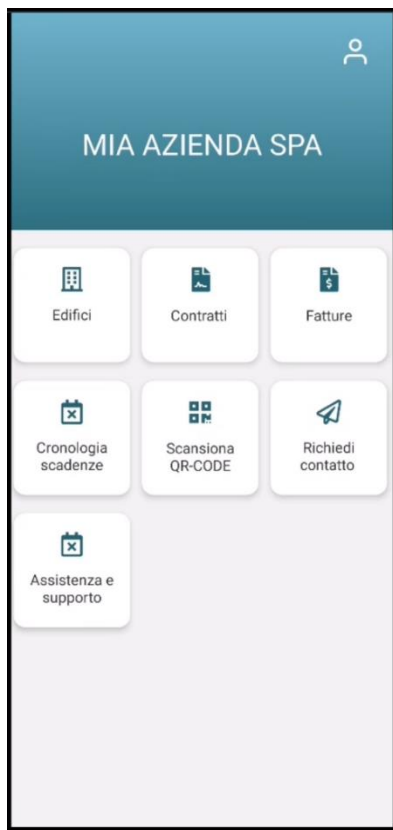 MIA AZIENDA SPA
Edifici
Contratti
Fatture
Cronologia
scadenze
Scansiona
QR-CODE
Richiedi
contatto
Assistenza e
supporto